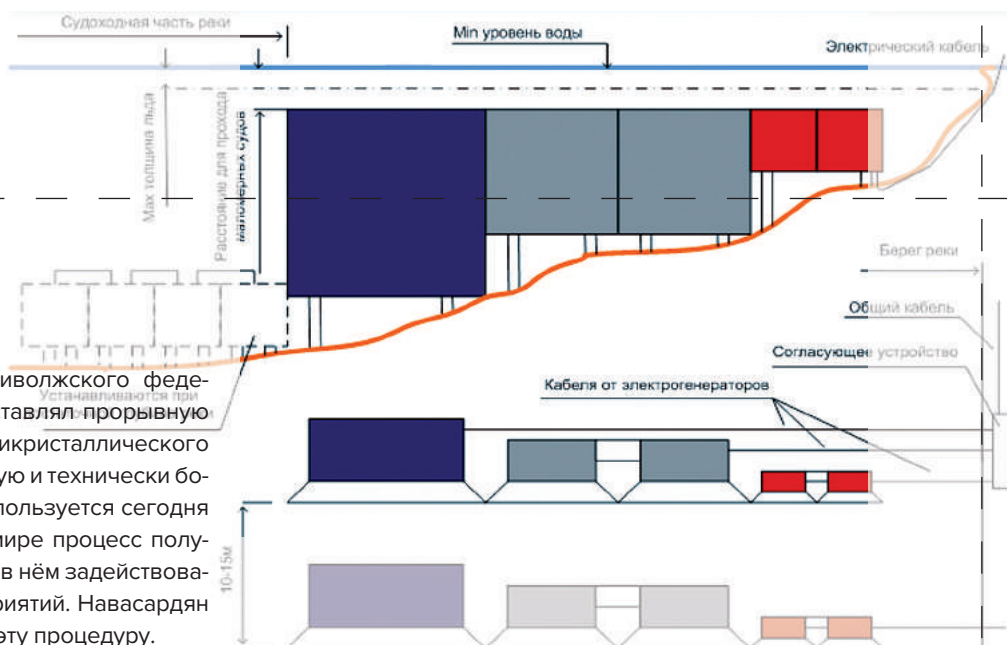 Судоходная часть реки
Min уровень воды
Электрический кабель
Max толщина льда
Расстояние для прохода
маломерных судов
Берег реки
Общий кабель
Согласующее устройство
Кабеля от электрогенераторов
Устанавливаются при
иволжского феде-
тавлял прорывную
икристаллического
ую и технически бо-
пользуется сегодня
мире процесс полу-
в нём задействова-
риятий. Навасардян
эту процедуру.
10-15м